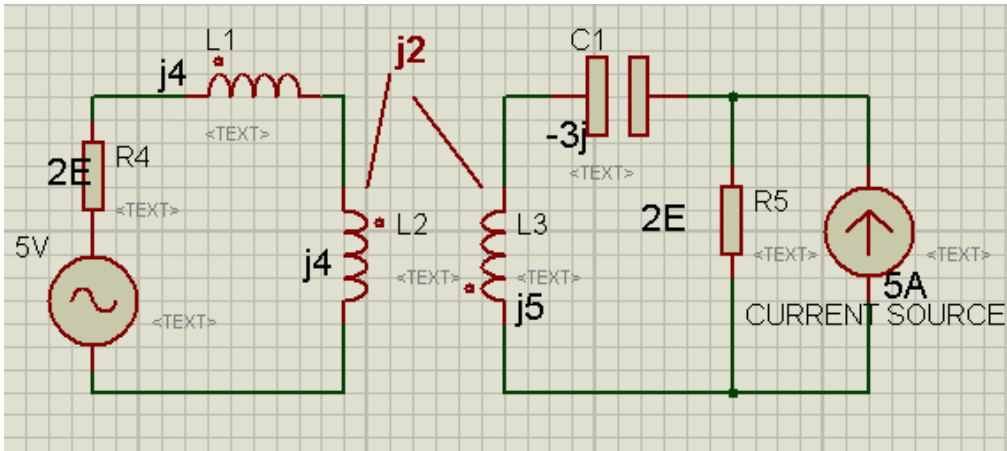 L1
j4
<TEXT>
j2
C1
-3j
<TEXT>
2E
R4
<TEXT>
5V
<TEXT>
L2
j4
<TEXT>
L3
j5
<TEXT>
2E
R5
<TEXT>
<TEXT>
5A
CURRENT SOURCE